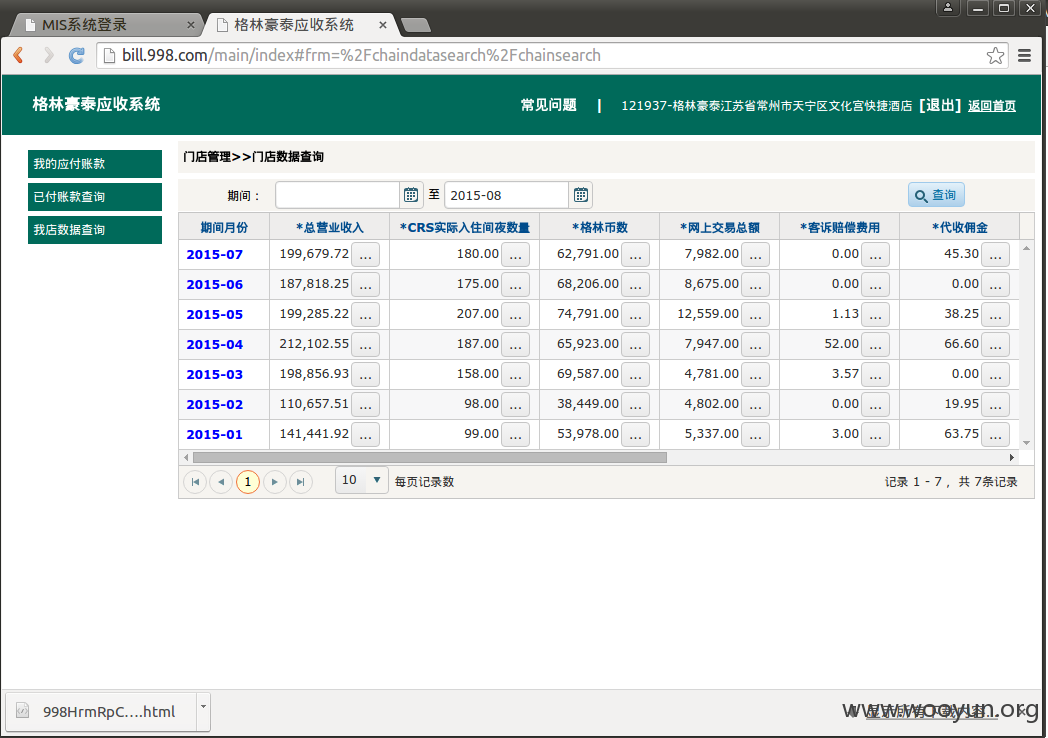 MIS系统登录
格林豪泰应收系统
bill.998.com/main/index#frm=%2Fchaindatasearch%2Fchainsearch
格林豪泰应收系统
常见问题 | 121937-格林豪泰江苏省常州市天宁区文化宫快捷酒店 [退出] 返回首页
我的应付账款
已付账款查询
我店数据查询
门店管理>>门店数据查询
期间： 至 2015-08 查询
期间月份 *总营业收入 *CRS实际入住间夜数量 *格林币数 *网上交易总额 *客诉赔偿费用 *代收佣金
2015-07 199,679.72 ... 180.00 ... 62,791.00 ... 7,982.00 ... 0.00 ... 45.30 ...
2015-06 187,818.25 ... 175.00 ... 68,206.00 ... 8,675.00 ... 0.00 ... 0.00 ...
2015-05 199,285.22 ... 207.00 ... 74,791.00 ... 12,559.00 ... 1.13 ... 38.25 ...
2015-04 212,102.55 ... 187.00 ... 65,923.00 ... 7,947.00 ... 52.00 ... 66.60 ...
2015-03 198,856.93 ... 158.00 ... 69,587.00 ... 4,781.00 ... 3.57 ... 0.00 ...
2015-02 110,657.51 ... 98.00 ... 38,449.00 ... 4,802.00 ... 0.00 ... 19.95 ...
2015-01 141,441.92 ... 99.00 ... 53,978.00 ... 5,337.00 ... 3.00 ... 63.75 ...
1 10 每页记录数 记录 1 - 7 ，共 7条记录
998HrmRpC....html
显示所有下载内容...
www.wooyun.org